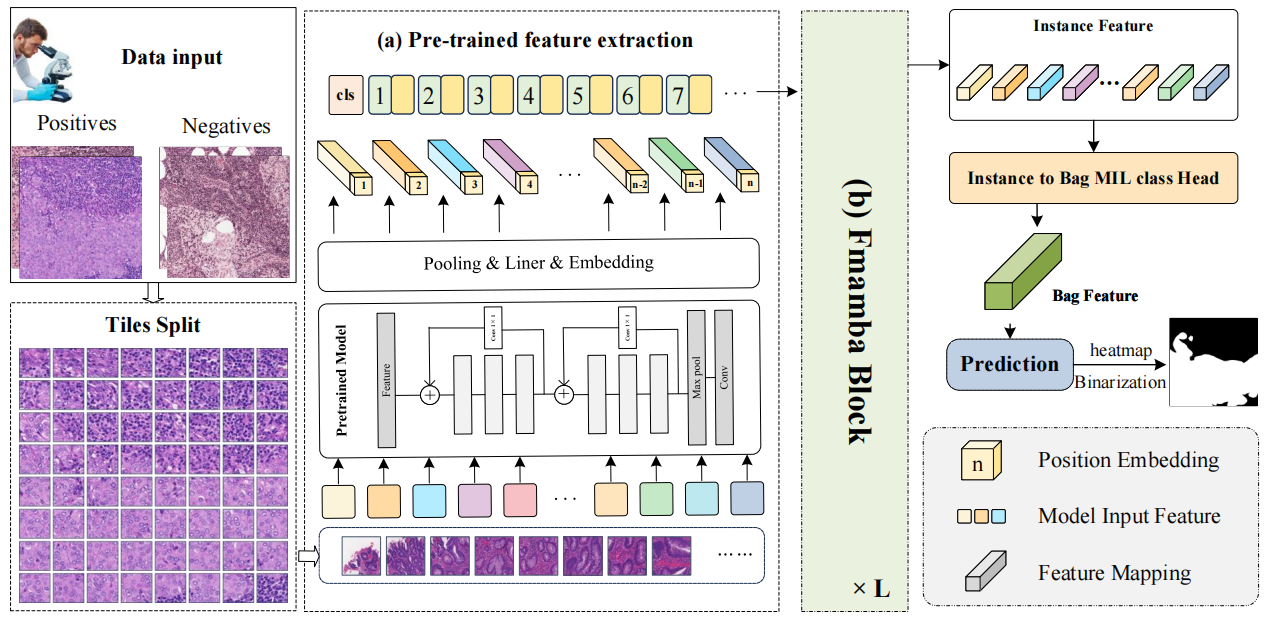 Data input
Positives
Negatives
Tiles Split
(a) Pre-trained feature extraction
cls 1 2 3 4 5 6 7 ...
1 2 3 4 ... n-2 n-1 n
Pooling & Liner & Embedding
Pretrained Model
Feature
+
Conv 1×1
+
Conv 1×1
Max pool
Conv
...
......
(b) Fmamba Block
× L
Instance Feature
...
Instance to Bag MIL class Head
Bag Feature
Prediction
heatmap
Binarization
n
Position Embedding
Model Input Feature
Feature Mapping